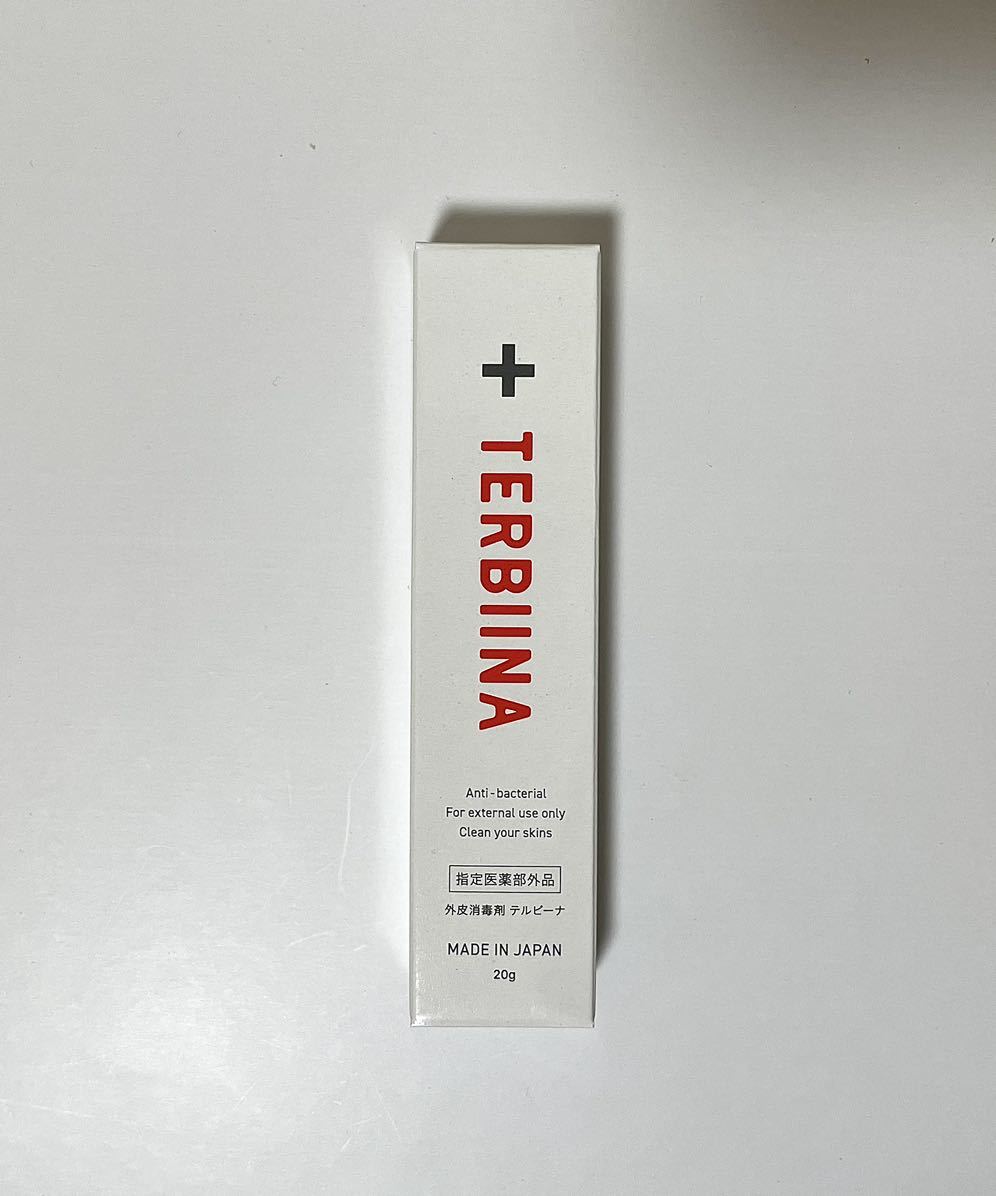 TERBIINA
Anti-bacterial
For external use only
Clean your skins
指定医薬部外品
外皮消毒剤 テルビーナ
MADE IN JAPAN
20g